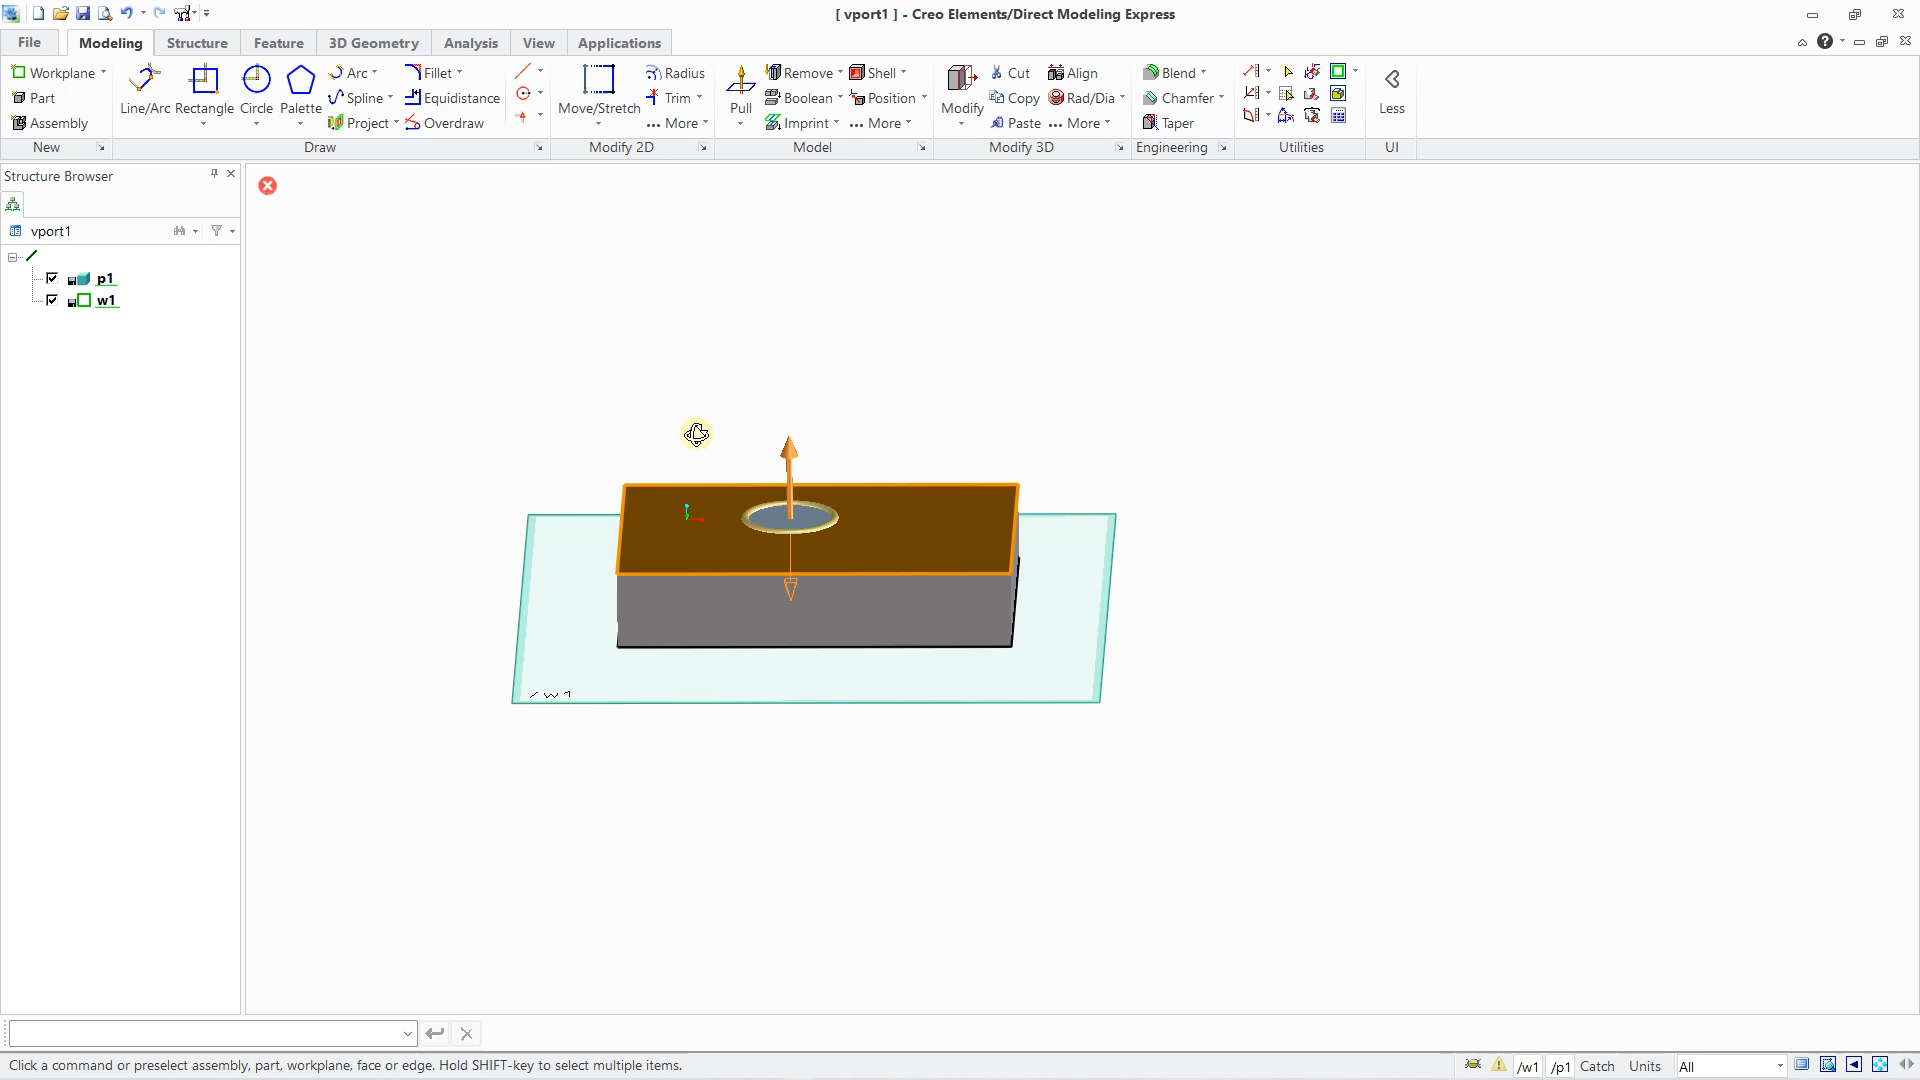 [ vport1 ] - Creo Elements/Direct Modeling Express
File Modeling Structure Feature 3D Geometry Analysis View Applications
Workplane
Part
Assembly
New
Line/Arc Rectangle Circle Palette
Arc
Spline
Project
Fillet
Equidistance
Overdraw
Draw
Move/Stretch
Radius
Trim
... More
Modify 2D
Pull
Remove
Boolean
Imprint
Shell
Position
... More
Model
Modify
Cut
Copy
Paste
Align
Rad/Dia
... More
Modify 3D
Blend
Chamfer
Taper
Engineering
Utilities
Less
UI
Structure Browser
vport1
p1
w1
/w1
Click a command or preselect assembly, part, workplane, face or edge. Hold SHIFT-key to select multiple items.
/w1 /p1 Catch Units All